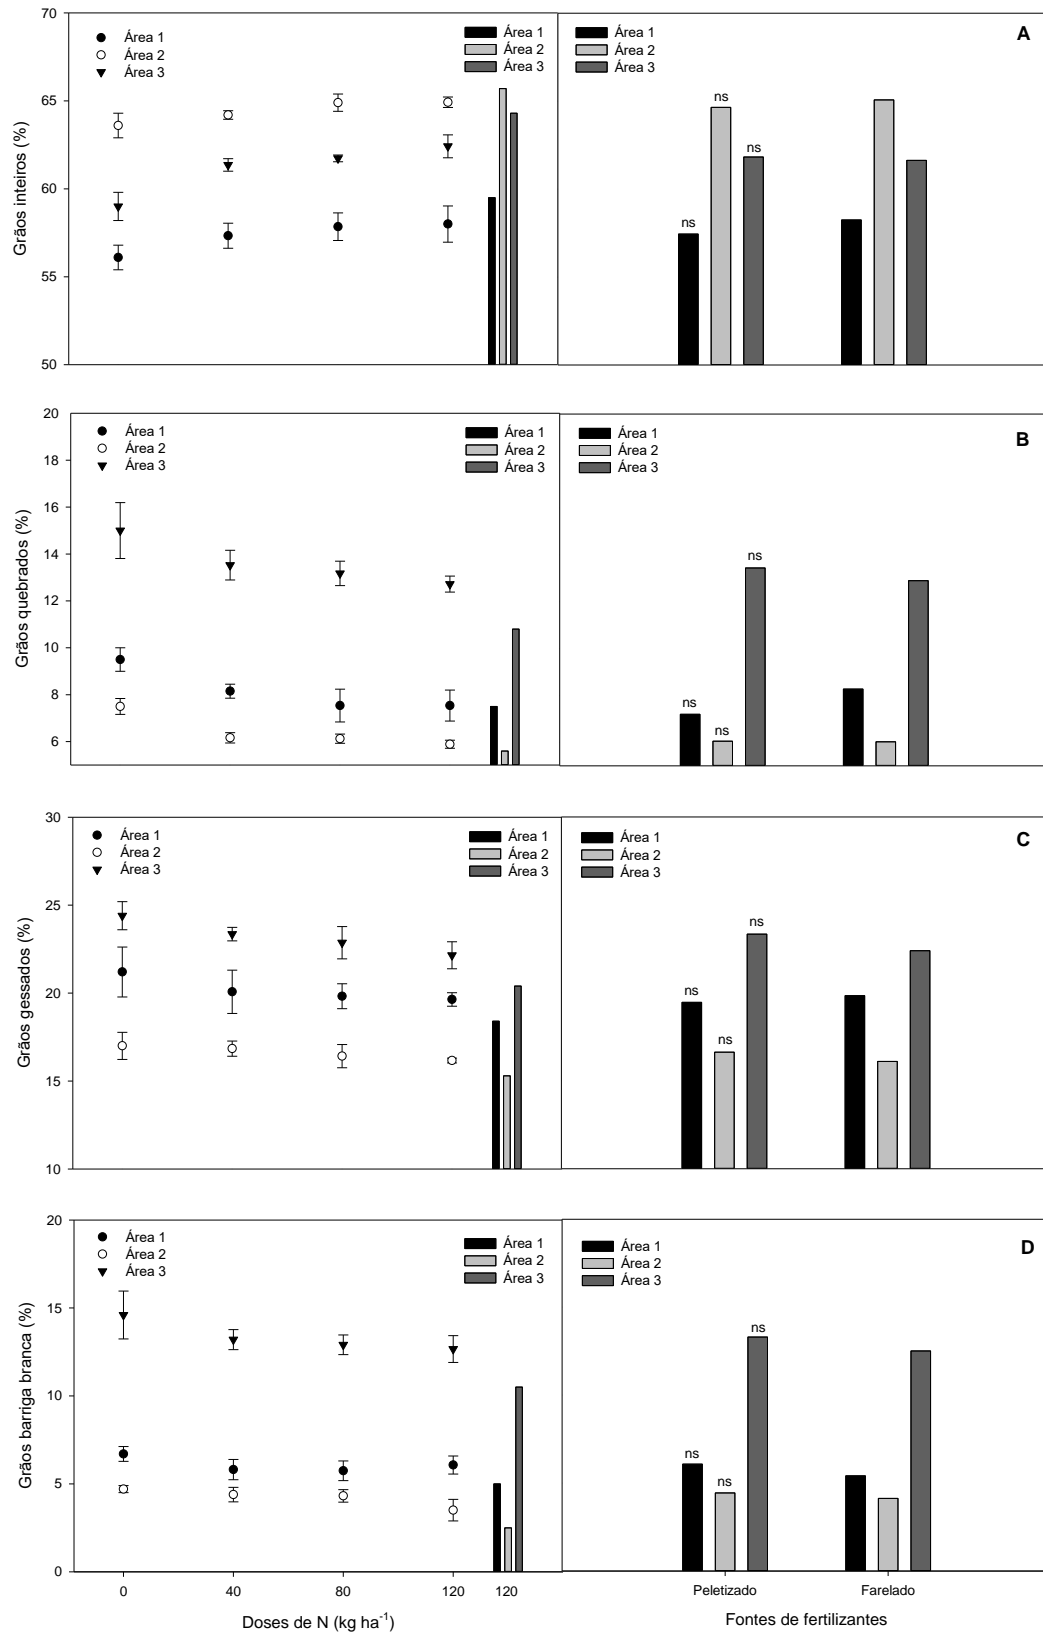 70
65
60
55
50
Grãos inteiros (%)
Área 1
Área 2
Área 3
Área 1
Área 2
Área 3
Área 1
Área 2
Área 3
A
ns
ns
ns
20
18
16
14
12
10
8
6
Grãos quebrados (%)
Área 1
Área 2
Área 3
Área 1
Área 2
Área 3
Área 1
Área 2
Área 3
B
ns
ns
ns
30
25
20
15
10
Grãos gessados (%)
Área 1
Área 2
Área 3
Área 1
Área 2
Área 3
Área 1
Área 2
Área 3
C
ns
ns
ns
20
15
10
5
0
Grãos barriga branca (%)
Área 1
Área 2
Área 3
Área 1
Área 2
Área 3
Área 1
Área 2
Área 3
D
ns
ns
ns
0 40 80 120 120
Doses de N (kg ha⁻¹)
Peletizado Farelado
Fontes de fertilizantes